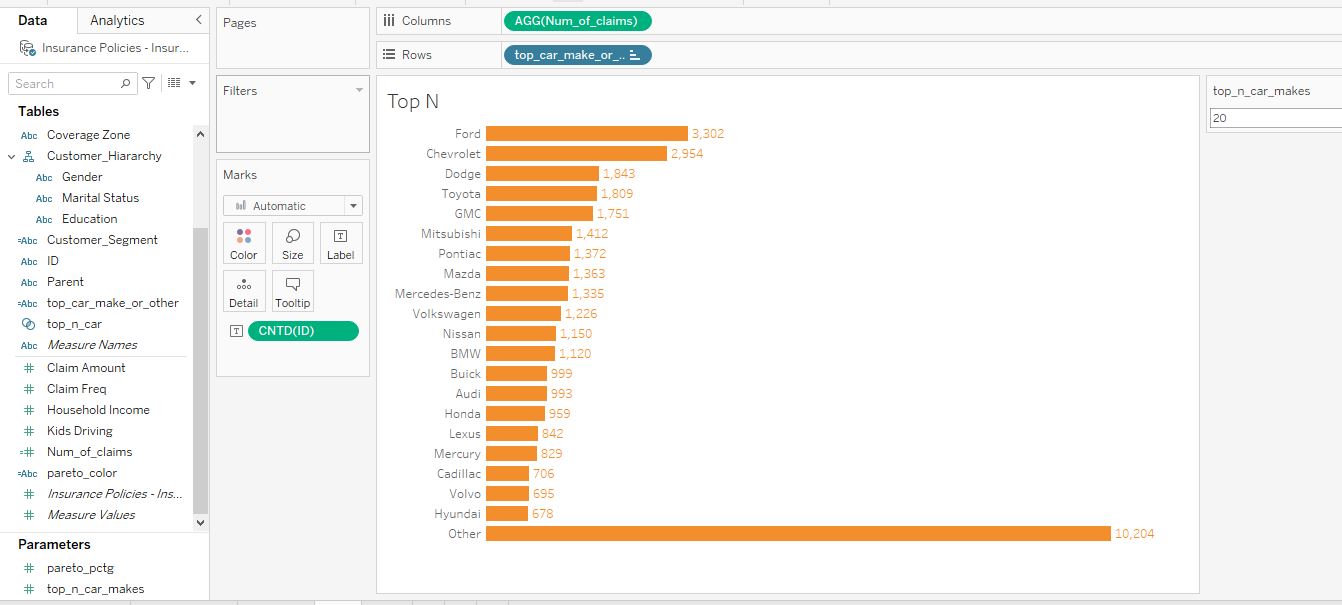 Data
Analytics
Insurance Policies - Insur...
Search
Tables
Abc Coverage Zone
Customer_Hiararchy
Abc Gender
Abc Marital Status
Abc Education
=Abc Customer_Segment
Abc ID
Abc Parent
=Abc top_car_make_or_other
top_n_car
Abc Measure Names
# Claim Amount
# Claim Freq
# Household Income
# Kids Driving
=# Num_of_claims
=Abc pareto_color
# Insurance Policies - Ins...
# Measure Values
Parameters
# pareto_pctg
# top_n_car_makes
Pages
Filters
Marks
Automatic
Color
Size
T Label
Detail
Tooltip
T CNTD(ID)
Columns
AGG(Num_of_claims)
Rows
top_car_make_or_..
Top N
Ford 3,302
Chevrolet 2,954
Dodge 1,843
Toyota 1,809
GMC 1,751
Mitsubishi 1,412
Pontiac 1,372
Mazda 1,363
Mercedes-Benz 1,335
Volkswagen 1,226
Nissan 1,150
BMW 1,120
Buick 999
Audi 993
Honda 959
Lexus 842
Mercury 829
Cadillac 706
Volvo 695
Hyundai 678
Other 10,204
top_n_car_makes
20